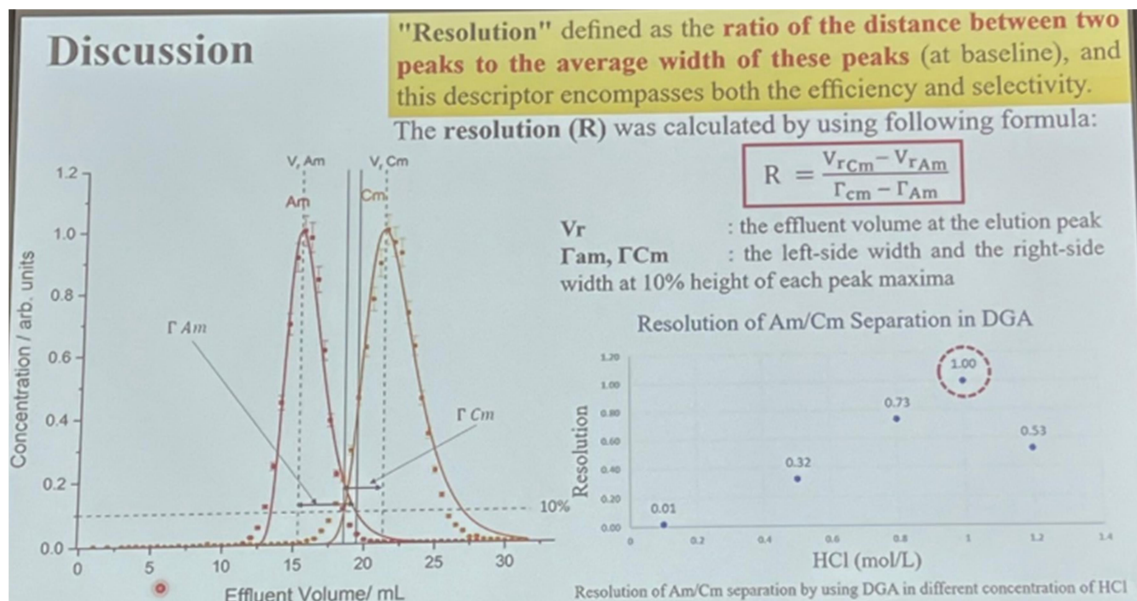 Discussion
"Resolution" defined as the ratio of the distance between two
peaks to the average width of these peaks (at baseline), and
this descriptor encompasses both the efficiency and selectivity.
The resolution (R) was calculated by using following formula:
R = (VrCm − VrAm) / (Γcm − ΓAm)
Vr : the effluent volume at the elution peak
Γam, ΓCm : the left-side width and the right-side
width at 10% height of each peak maxima
V, Am V, Cm
Am Cm
Γ Am
Γ Cm
10%
Concentration / arb. units
1.2
1.0
0.8
0.6
0.4
0.2
0.0
0 5 10 15 20 25 30
Effluent Volume/ mL
Resolution of Am/Cm Separation in DGA
Resolution
1.20
1.00
0.80
0.60
0.40
0.20
0.00
0.01
0.32
0.73
1.00
0.53
0 0.2 0.4 0.6 0.8 1 1.2 1.4
HCl (mol/L)
Resolution of Am/Cm separation by using DGA in different concentration of HCl